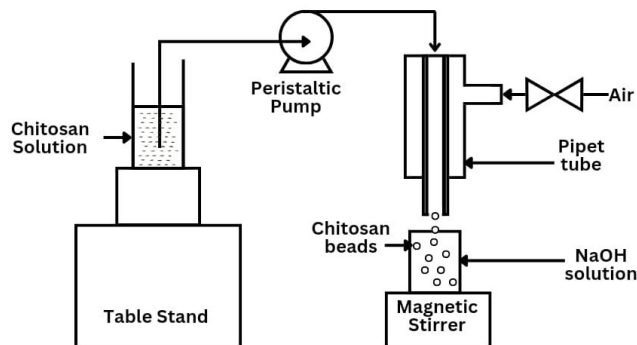 Chitosan
Solution
Peristaltic
Pump
Air
Pipet
tube
Chitosan
beads
NaOH
solution
Table Stand
Magnetic
Stirrer